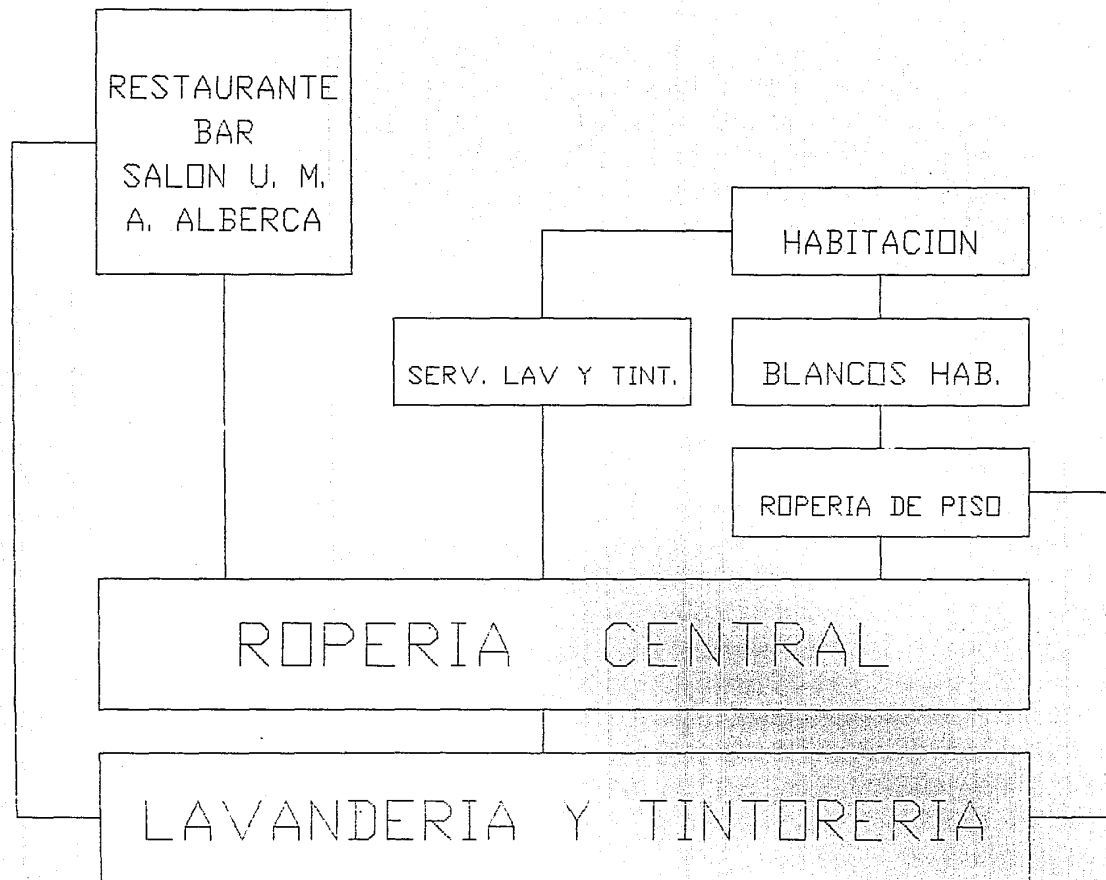 RESTAURANTE
BAR
SALON U. M.
A. ALBERCA
HABITACION
SERV. LAV Y TINT.
BLANCOS HAB.
ROPERIA DE PISO
ROPERIA CENTRAL
LAVANDERIA Y TINTORERIA